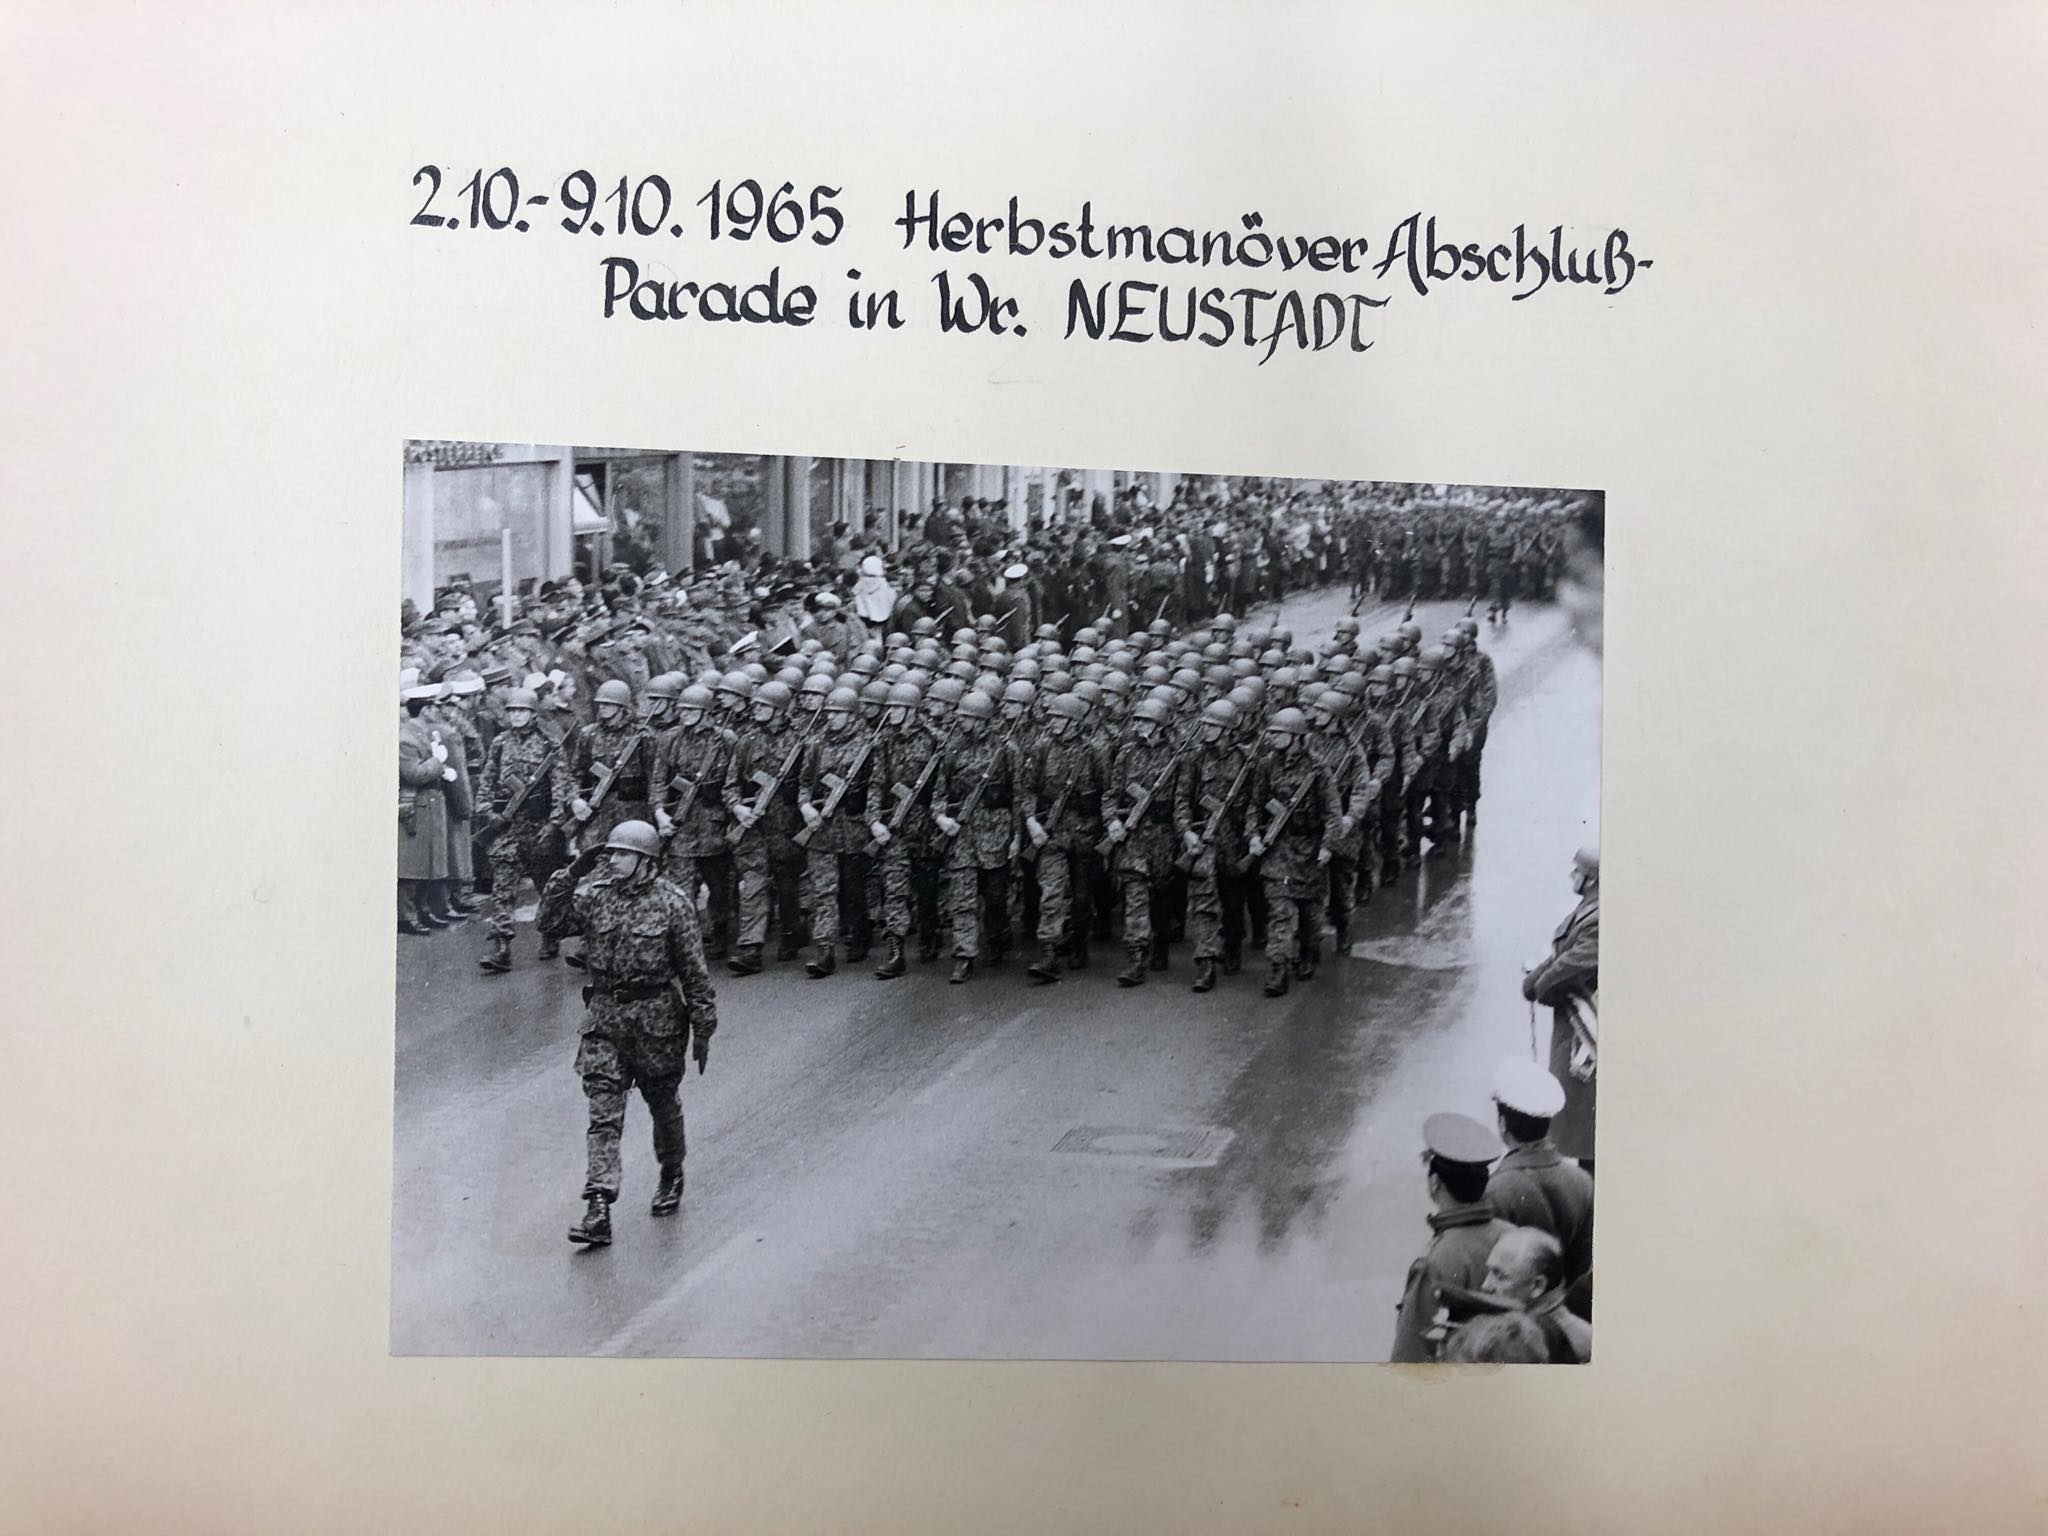 2.10.-9.10.1965 Herbstmanöver Abschluß-
Parade in Wr. NEUSTADT